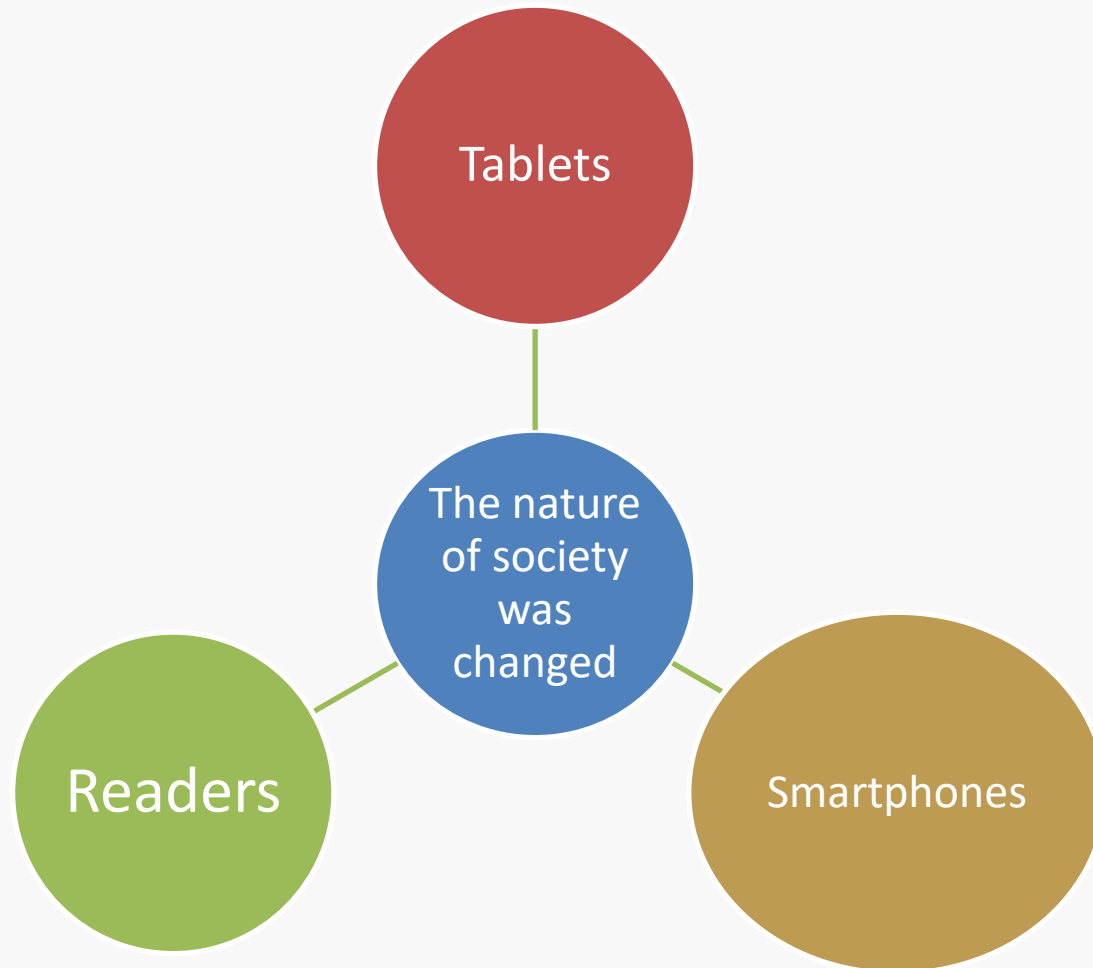 Tablets
The nature
of society
was
changed
Readers
Smartphones